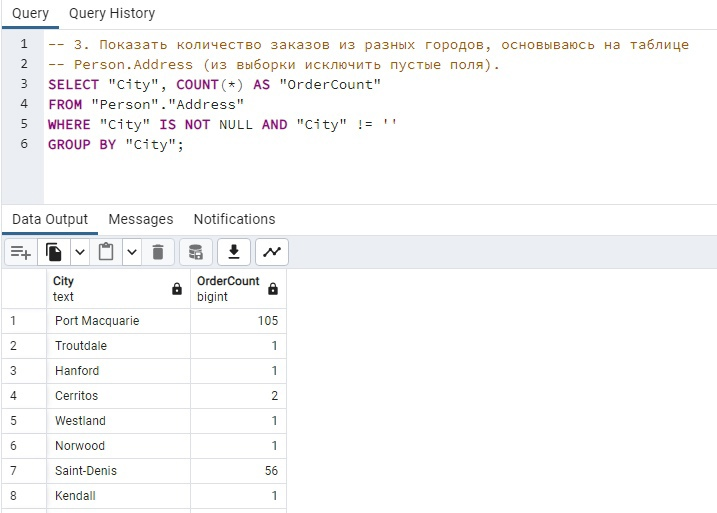 Query Query History
1 -- 3. Показать количество заказов из разных городов, основываюсь на таблице
2 -- Person.Address (из выборки исключить пустые поля).
3 SELECT "City", COUNT(*) AS "OrderCount"
4 FROM "Person"."Address"
5 WHERE "City" IS NOT NULL AND "City" != ''
6 GROUP BY "City";
Data Output Messages Notifications
City OrderCount
text bigint
1 Port Macquarie 105
2 Troutdale 1
3 Hanford 1
4 Cerritos 2
5 Westland 1
6 Norwood 1
7 Saint-Denis 56
8 Kendall 1